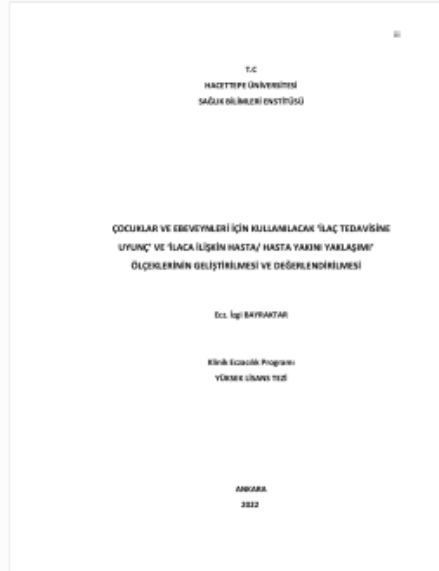 T.C
HACETTEPE ÜNİVERSİTESİ
SAĞLIK BİLİMLERİ ENSTİTÜSÜ
ÇOCUKLAR VE EBEVEYNLERİ İÇİN KULLANILACAK 'İLAÇ TEDAVİSİNE
UYUNÇ' VE 'İLACA İLİŞKİN HASTA/ HASTA YAKINI YAKLAŞIMI'
ÖLÇEKLERİNİN GELİŞTİRİLMESİ VE DEĞERLENDİRİLMESİ
Ecz. İzgi BAYRAKTAR
Klinik Eczacılık Programı
YÜKSEK LİSANS TEZİ
ANKARA
2022